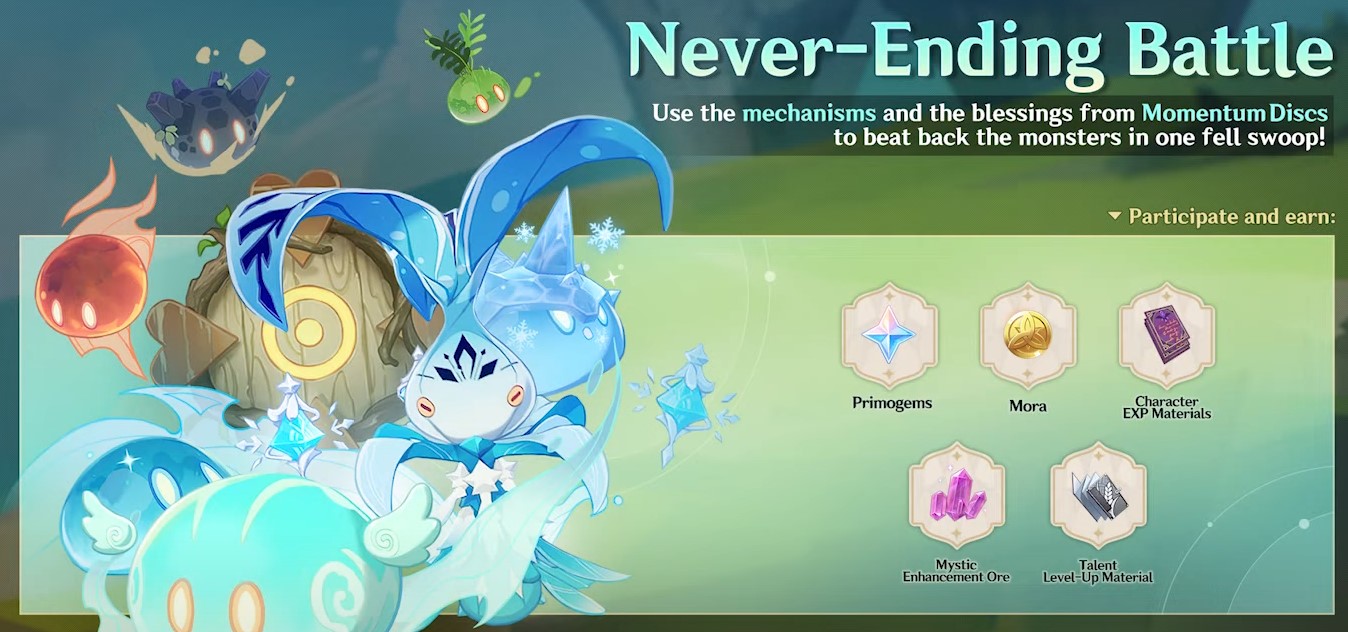 Never-Ending Battle
Use the mechanisms and the blessings from Momentum Discs
to beat back the monsters in one fell swoop!
Participate and earn:
Primogems
Mora
Character
EXP Materials
Mystic
Enhancement Ore
Talent
Level-Up Material